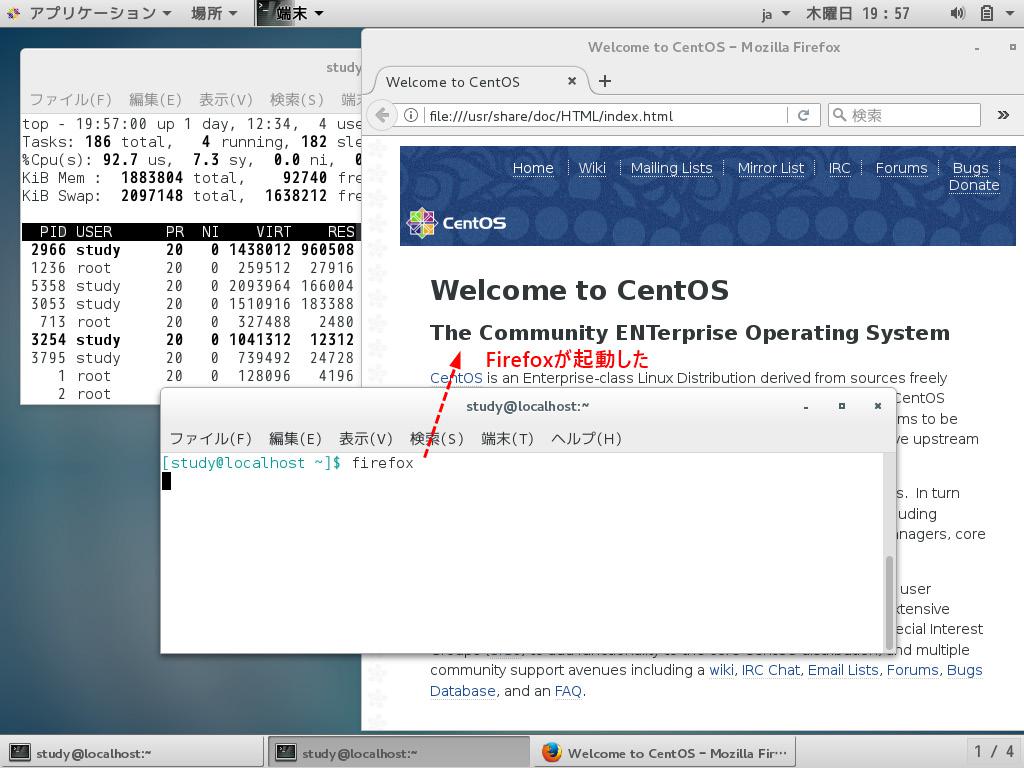 アプリケーション 場所 端末 ja 木曜日 19:57
study
ファイル(F) 編集(E) 表示(V) 検索(S) 端末
top - 19:57:00 up 1 day, 12:34, 4 use
Tasks: 186 total, 4 running, 182 sle
%Cpu(s): 92.7 us, 7.3 sy, 0.0 ni, 0
KiB Mem : 1883804 total, 92740 fre
KiB Swap: 2097148 total, 1638212 fre
PID USER PR NI VIRT RES
2966 study 20 0 1438012 960508
1236 root 20 0 259512 27916
5358 study 20 0 2093964 166004
3053 study 20 0 1510916 183388
713 root 20 0 327488 2480
3254 study 20 0 1041312 12312
3795 study 20 0 739492 24728
1 root 20 0 128096 4196
2 root
Welcome to CentOS - Mozilla Firefox
Welcome to CentOS
file:///usr/share/doc/HTML/index.html 検索
Home Wiki Mailing Lists Mirror List IRC Forums Bugs
Donate
CentOS
Welcome to CentOS
The Community ENTerprise Operating System
Firefoxが起動した
CentOS is an Enterprise-class Linux Distribution derived from sources freely
CentOS
ms to be
upstream
s. In turn
uding
nagers, core
user
xtensive
ecial Interest
and multiple
community support avenues including a wiki, IRC Chat, Email Lists, Forums, Bugs
Database, and an FAQ.
study@localhost:~
ファイル(F) 編集(E) 表示(V) 検索(S) 端末(T) ヘルプ(H)
[study@localhost ~]$ firefox
study@localhost:~ study@localhost:~ Welcome to CentOS - Mozilla Fir··· 1 / 4